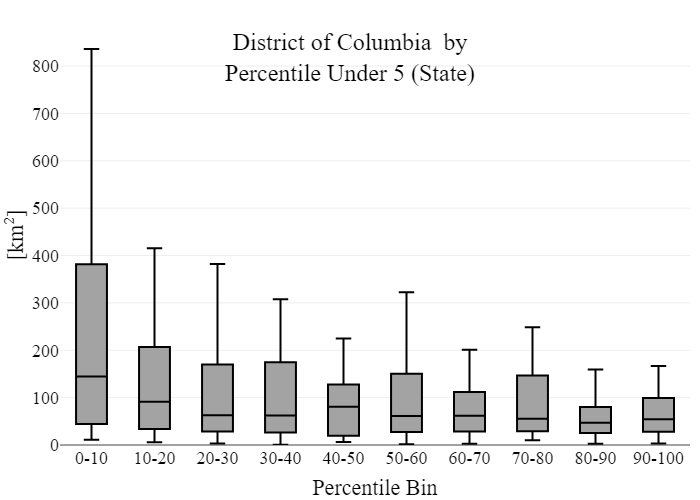 District of Columbia  by
Percentile Under 5 (State)
800
700
600
500
400
300
200
100
0
[km²]
0-10 10-20 20-30 30-40 40-50 50-60 60-70 70-80 80-90 90-100
Percentile Bin